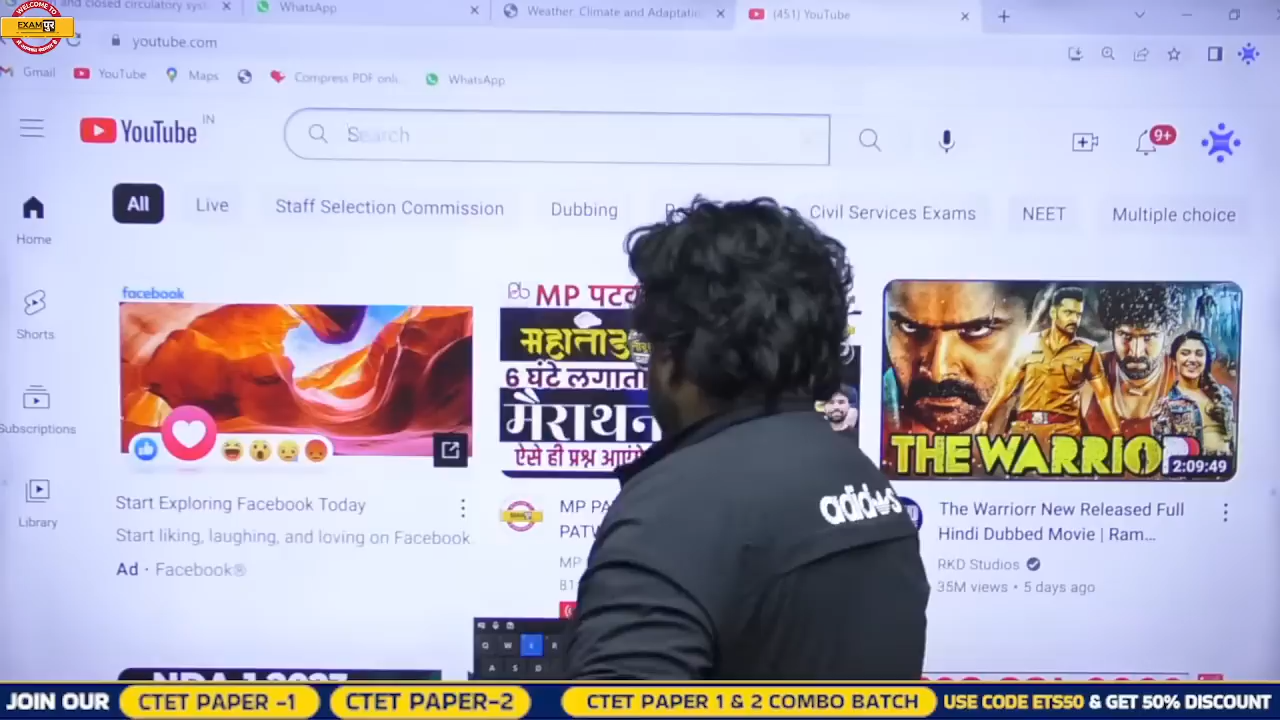 WELCOME TO
EXAMपुर
and closed circulatory syst
WhatsApp
Weather, Climate and Adaptatio
(451) YouTube
youtube.com
Gmail
YouTube
Maps
Compress PDF onli
WhatsApp
YouTube IN
Search
9+
All
Live
Staff Selection Commission
Dubbing
Civil Services Exams
NEET
Multiple choice
Home
Shorts
Subscriptions
Library
facebook
Start Exploring Facebook Today
Start liking, laughing, and loving on Facebook.
Ad · Facebook®
MP
6 घंटे
मैराथन
ऐसे ही प्रश्न
MP
THE WARRIOR
2:09:49
The Warriorr New Released Full
Hindi Dubbed Movie | Ram...
RKD Studios
35M views • 5 days ago
adidas
Q W E R
A S D
JOIN OUR
CTET PAPER -1
CTET PAPER-2
CTET PAPER 1 & 2 COMBO BATCH
USE CODE ETS50 & GET 50% DISCOUNT